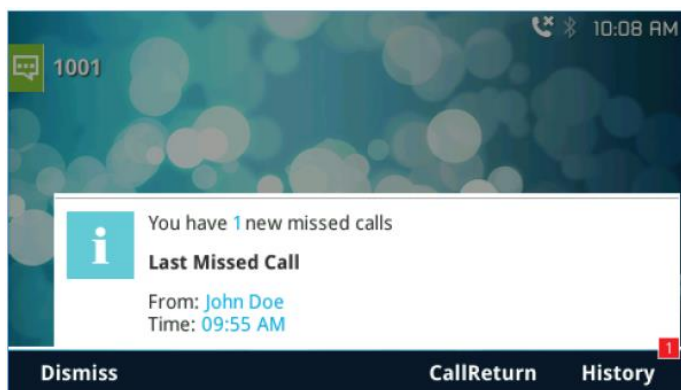 10:08 AM
1001
You have 1 new missed calls
Last Missed Call
From: John Doe
Time: 09:55 AM
1
Dismiss CallReturn History